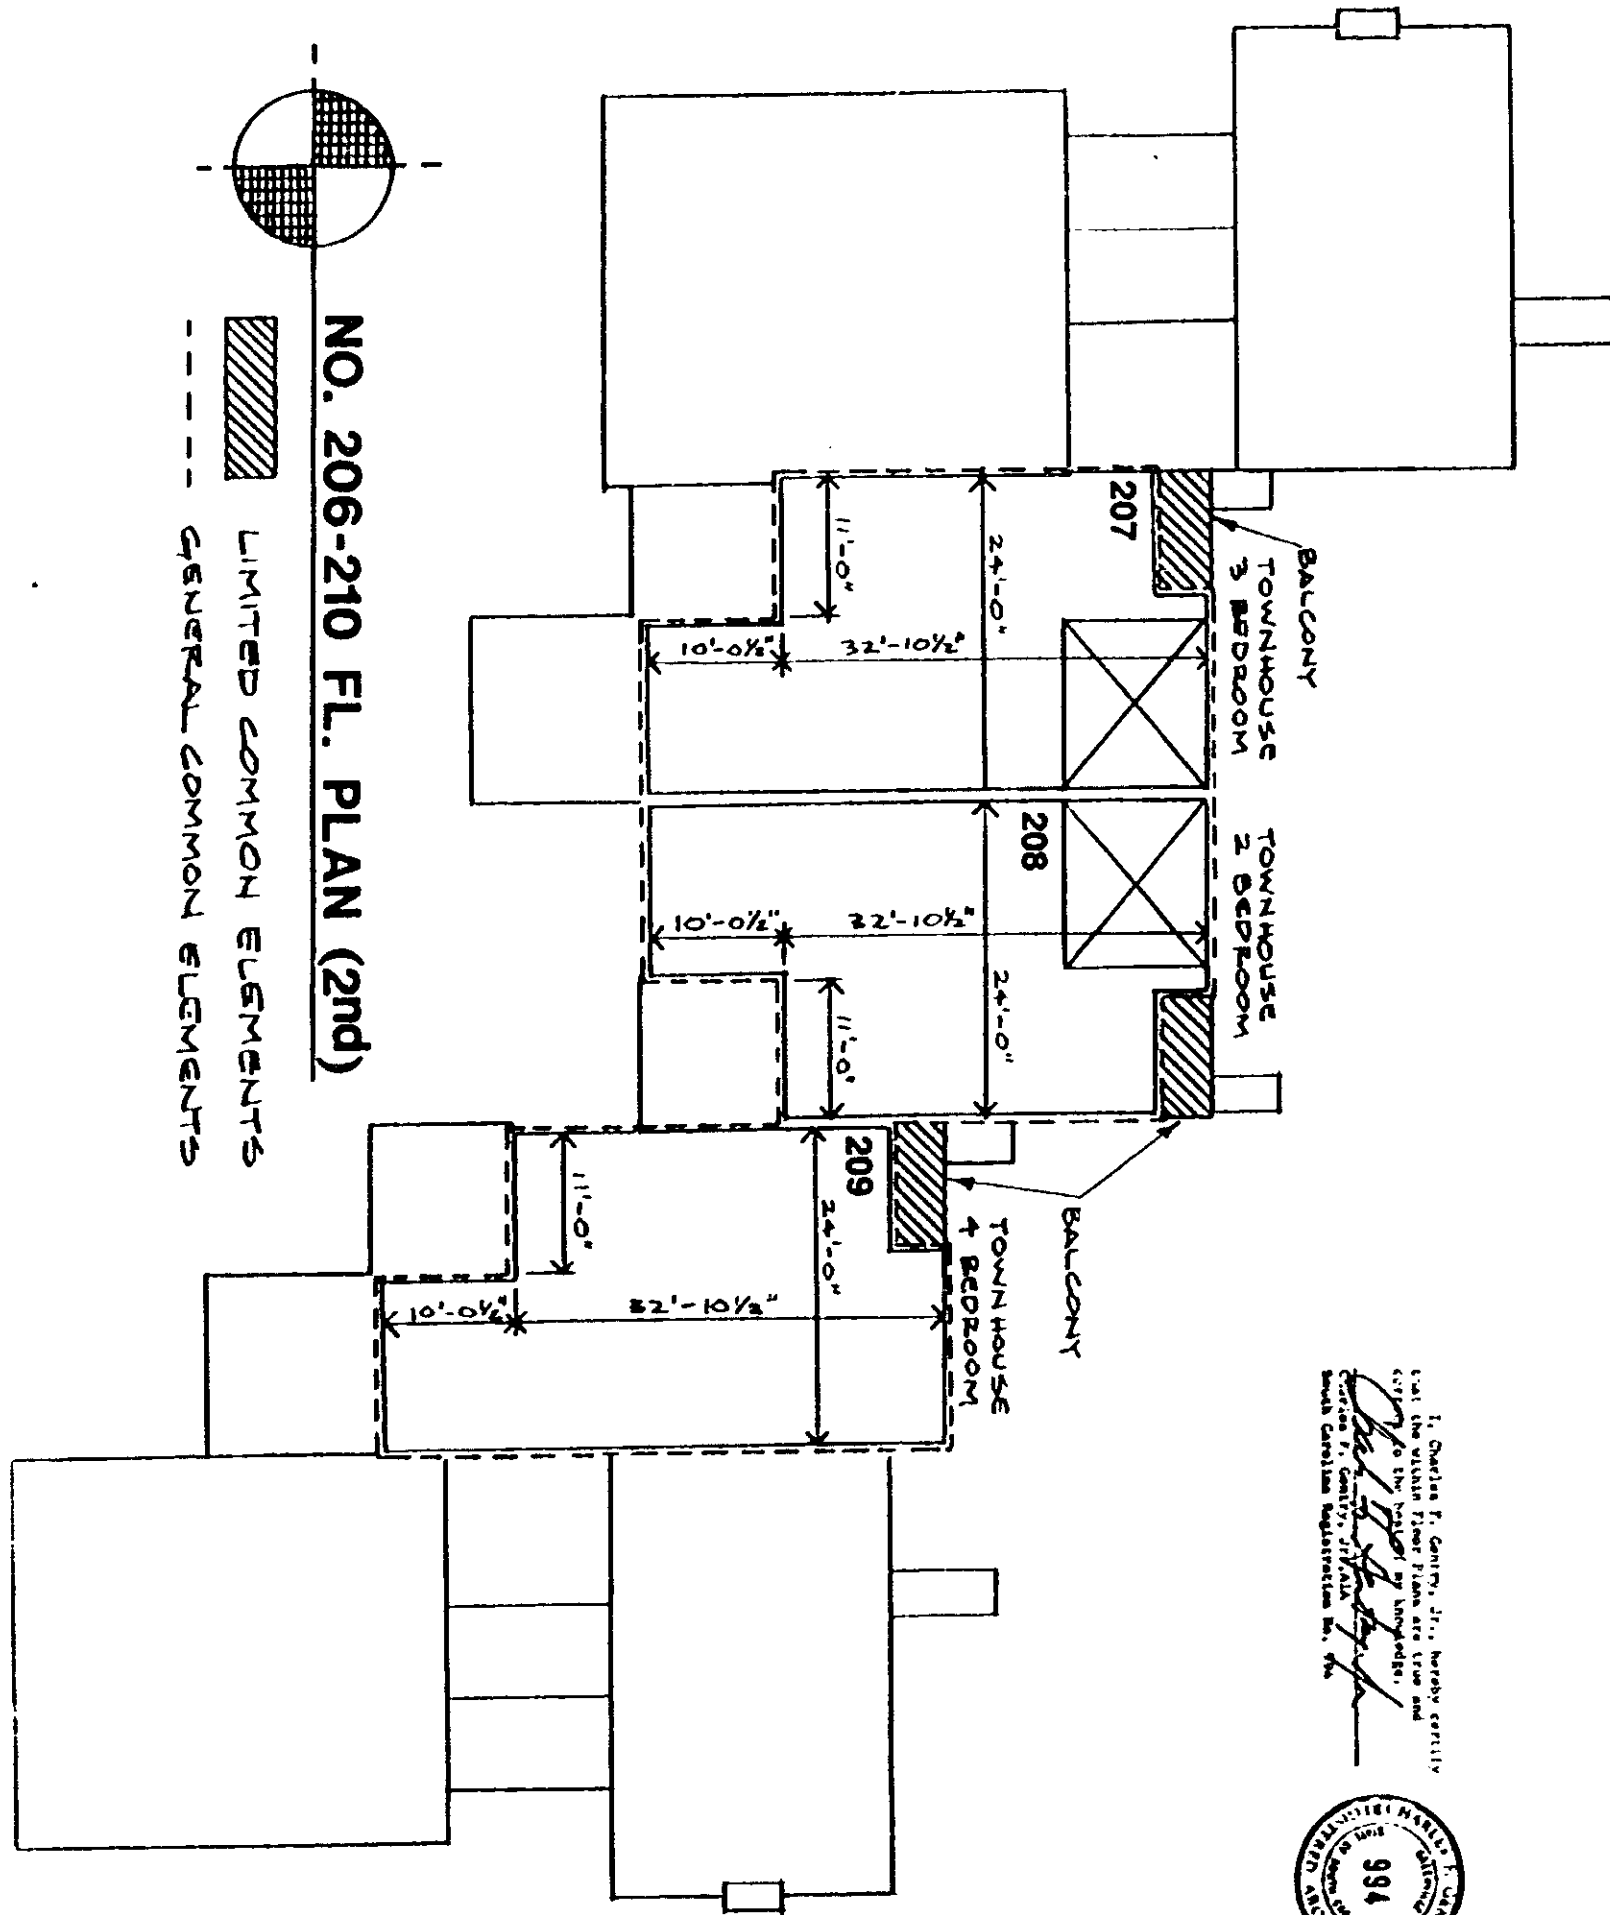 I, Charles F. Gentry, Jr., hereby certify
that the within Floor Plans are true and
correct to the best of my knowledge.
Charles F. Gentry, Jr., AIA
South Carolina Registration No. 994
994
BALCONY
TOWNHOUSE
3 BEDROOM
TOWNHOUSE
2 BEDROOM
207
208
24'-0"
24'-0"
11'-0"
11'-0"
10'-0½"
32'-10½"
10'-0½"
32'-10½"
BALCONY
TOWNHOUSE
4 BEDROOM
209
24'-0"
11'-0"
10'-0½"
32'-10½"
NO. 206-210 FL. PLAN (2nd)
LIMITED COMMON ELEMENTS
GENERAL COMMON ELEMENTS